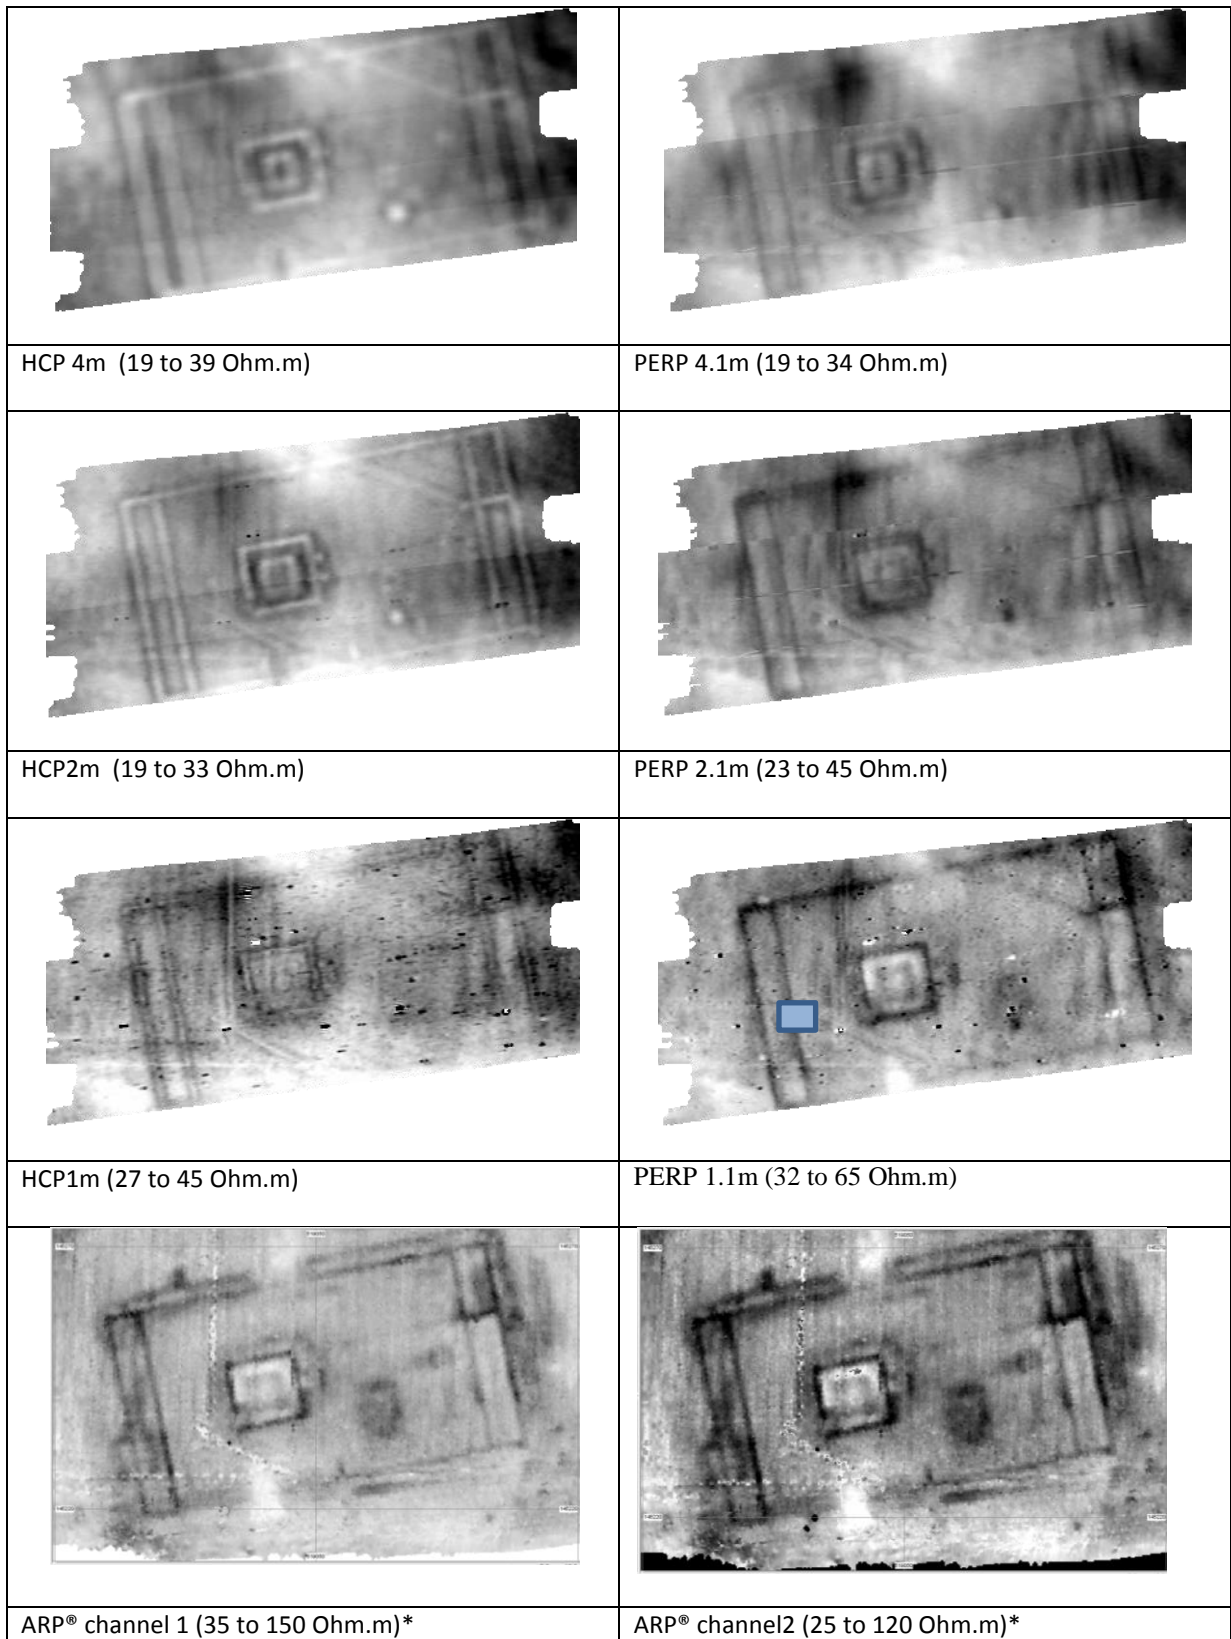 HCP 4m  (19 to 39 Ohm.m)
PERP 4.1m (19 to 34 Ohm.m)
HCP2m  (19 to 33 Ohm.m)
PERP 2.1m (23 to 45 Ohm.m)
HCP1m (27 to 45 Ohm.m)
PERP 1.1m (32 to 65 Ohm.m)
ARP® channel 1 (35 to 150 Ohm.m)*
ARP® channel2 (25 to 120 Ohm.m)*